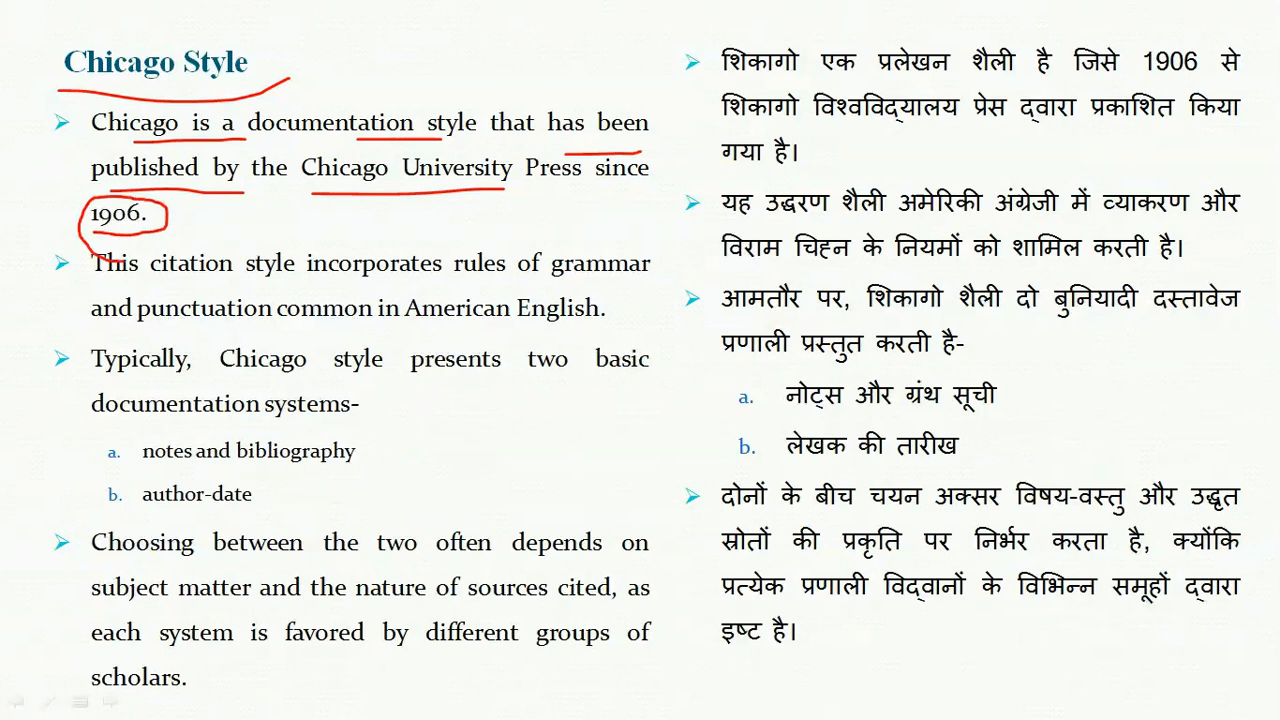 Chicago Style
➢ Chicago is a documentation style that has been
published by the Chicago University Press since
1906.
➢ This citation style incorporates rules of grammar
and punctuation common in American English.
➢ Typically, Chicago style presents two basic
documentation systems-
a. notes and bibliography
b. author-date
➢ Choosing between the two often depends on
subject matter and the nature of sources cited, as
each system is favored by different groups of
scholars.
➢ शिकागो एक प्रलेखन शैली है जिसे 1906 से
शिकागो विश्वविद्यालय प्रेस द्वारा प्रकाशित किया
गया है।
➢ यह उद्धरण शैली अमेरिकी अंग्रेजी में व्याकरण और
विराम चिह्न के नियमों को शामिल करती है।
➢ आमतौर पर, शिकागो शैली दो बुनियादी दस्तावेज
प्रणाली प्रस्तुत करती है-
a. नोट्स और ग्रंथ सूची
b. लेखक की तारीख
➢ दोनों के बीच चयन अक्सर विषय-वस्तु और उद्धृत
स्रोतों की प्रकृति पर निर्भर करता है, क्योंकि
प्रत्येक प्रणाली विद्वानों के विभिन्न समूहों द्वारा
इष्ट है।